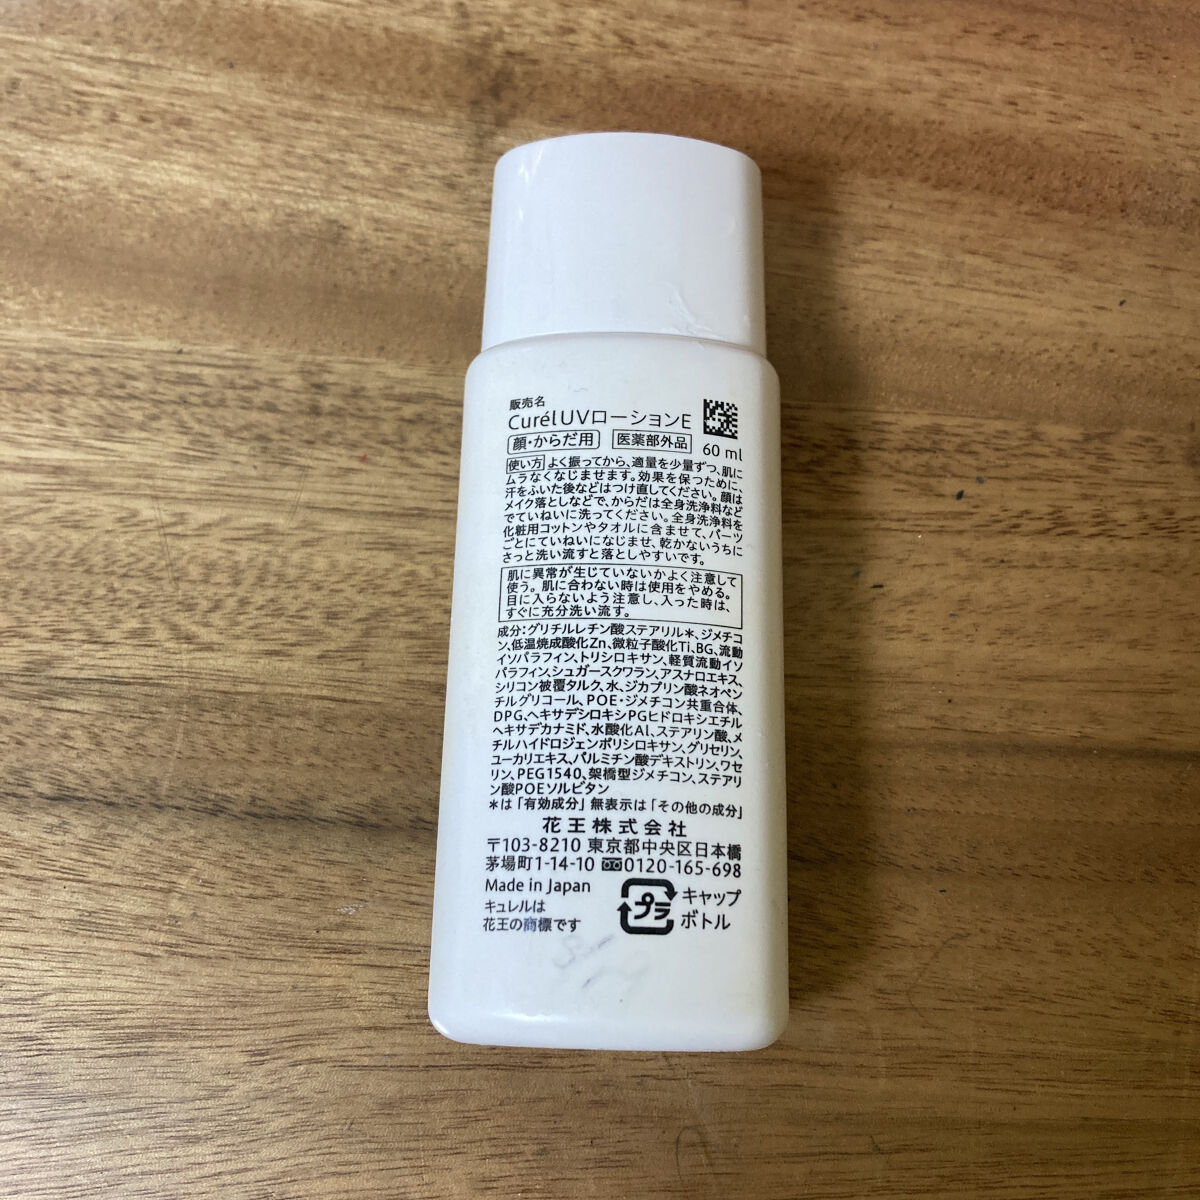 販売名
CurélUVローションE
顔・からだ用 医薬部外品 60 ml
使い方 よく振ってから、適量を少量ずつ、肌に
ムラなくなじませます。効果を保つために、
汗をふいた後などはつけ直してください。顔は
メイク落としなどで、からだは全身洗浄料など
でていねいに洗ってください。全身洗浄料を
化粧用コットンやタオルに含ませて、パーツ
ごとにていねいになじませ、乾かないうちに
さっと洗い流すと落としやすいです。
肌に異常が生じていないかよく注意して
使う。肌に合わない時は使用をやめる。
目に入らないよう注意し、入った時は、
すぐに充分洗い流す。
成分:グリチルレチン酸ステアリル*、ジメチコ
ン、低温焼成酸化Zn、微粒子酸化Ti、BG、流動
イソパラフィン、トリシロキサン、軽質流動イソ
パラフィン、シュガースクワラン、アスナロエキス、
シリコン被覆タルク、水、ジカプリン酸ネオペン
チルグリコール、POE・ジメチコン共重合体、
DPG、ヘキサデシロキシPGヒドロキシエチル
ヘキサデカナミド、水酸化Al、ステアリン酸、メ
チルハイドロジェンポリシロキサン、グリセリン、
ユーカリエキス、パルミチン酸デキストリン、ワセ
リン、PEG1540、架橋型ジメチコン、ステアリ
ン酸POEソルビタン
*は「有効成分」無表示は「その他の成分」
花王株式会社
〒103-8210 東京都中央区日本橋
茅場町1-14-10 0120-165-698
Made in Japan
キュレルは
花王の商標です
プラ
キャップ
ボトル